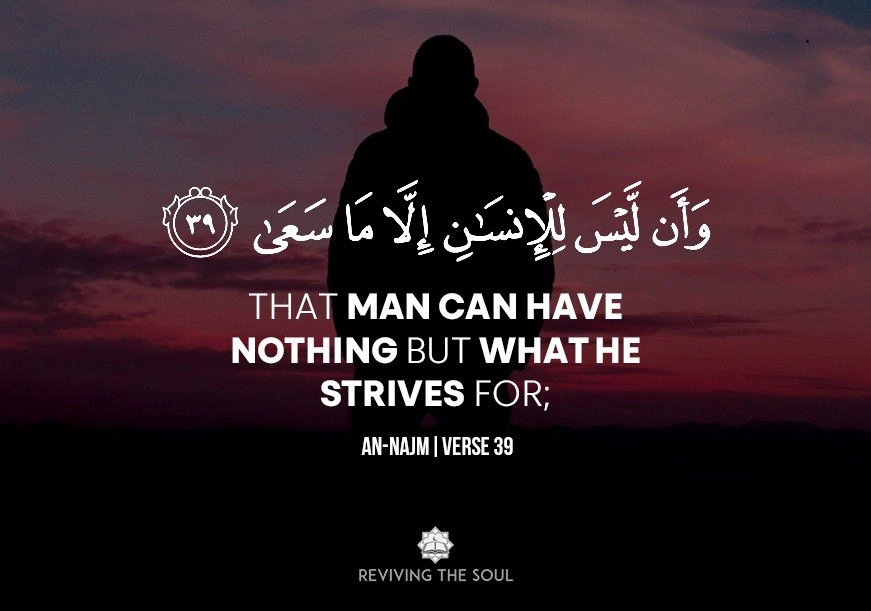 وَأَن لَّيْسَ لِلْإِنسَـٰنِ إِلَّا مَا سَعَىٰ ٣٩
THAT MAN CAN HAVE
NOTHING BUT WHAT HE
STRIVES FOR;
AN-NAJM | VERSE 39
REVIVING THE SOUL